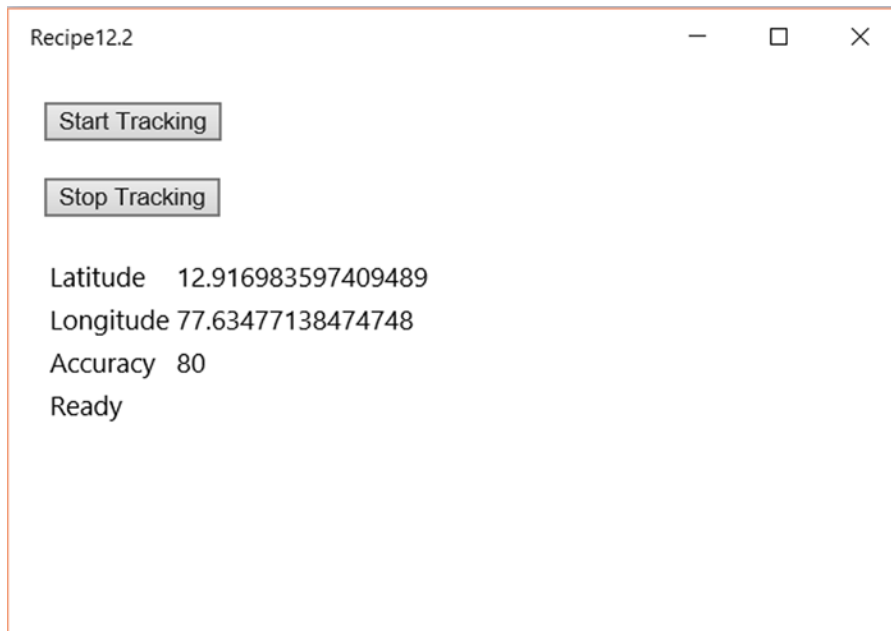 Recipe12.2
Start Tracking
Stop Tracking
Latitude 12.916983597409489
Longitude 77.63477138474748
Accuracy 80
Ready